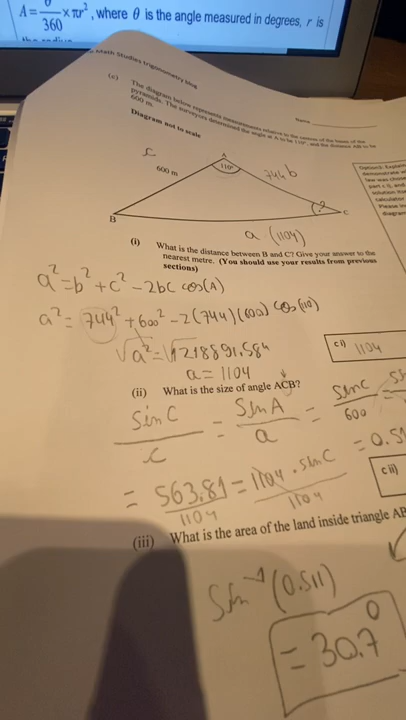 A = θ/360 × πr², where θ is the angle measured in degrees, r is
Math Studies trigonometry
Name
(c) The diagram below represents measurements relative to the
pyramids. The surveyors determined the angle at A to be 110°, and the distance AB to be
600 m.
Diagram not to scale
c
A
600 m
110°
744 b
B
C
a (1104)
(i) What is the distance between B and C? Give your answer to the
nearest metre. (You should use your results from previous
sections)
a² = b² + c² - 2bc cos(A)
a² = 744² + 600² - 2(744)(600) cos(110)
√a² = √1218891.584
a = 1104
c i) 1104
(ii) What is the size of angle ACB?
sin C / c = sin A / a = sin C / 600 =
= 0.51
= 563.81 / 1104 = 1104 . sin C / 1104
c ii)
(iii) What is the area of the land inside triangle AB
sin⁻¹ (0.511)
= 30.7°